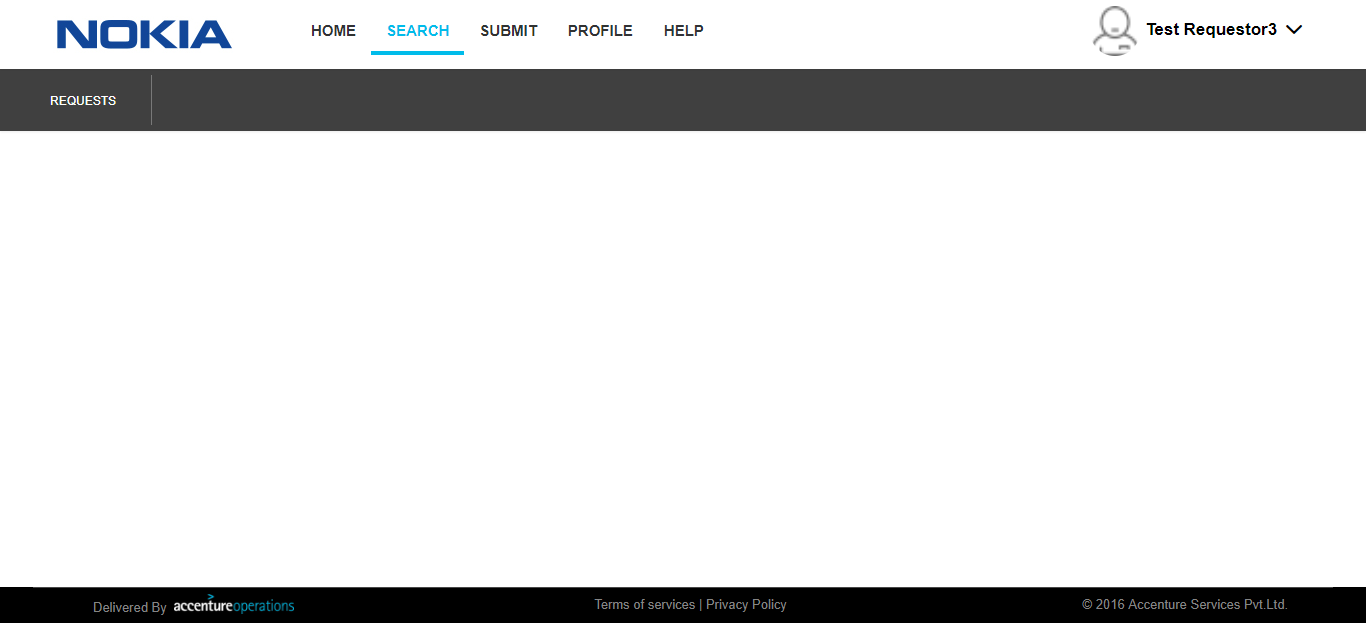 NOKIA
HOME SEARCH SUBMIT PROFILE HELP
Test Requestor3
REQUESTS
Delivered By accentureoperations
Terms of services | Privacy Policy
© 2016 Accenture Services Pvt.Ltd.